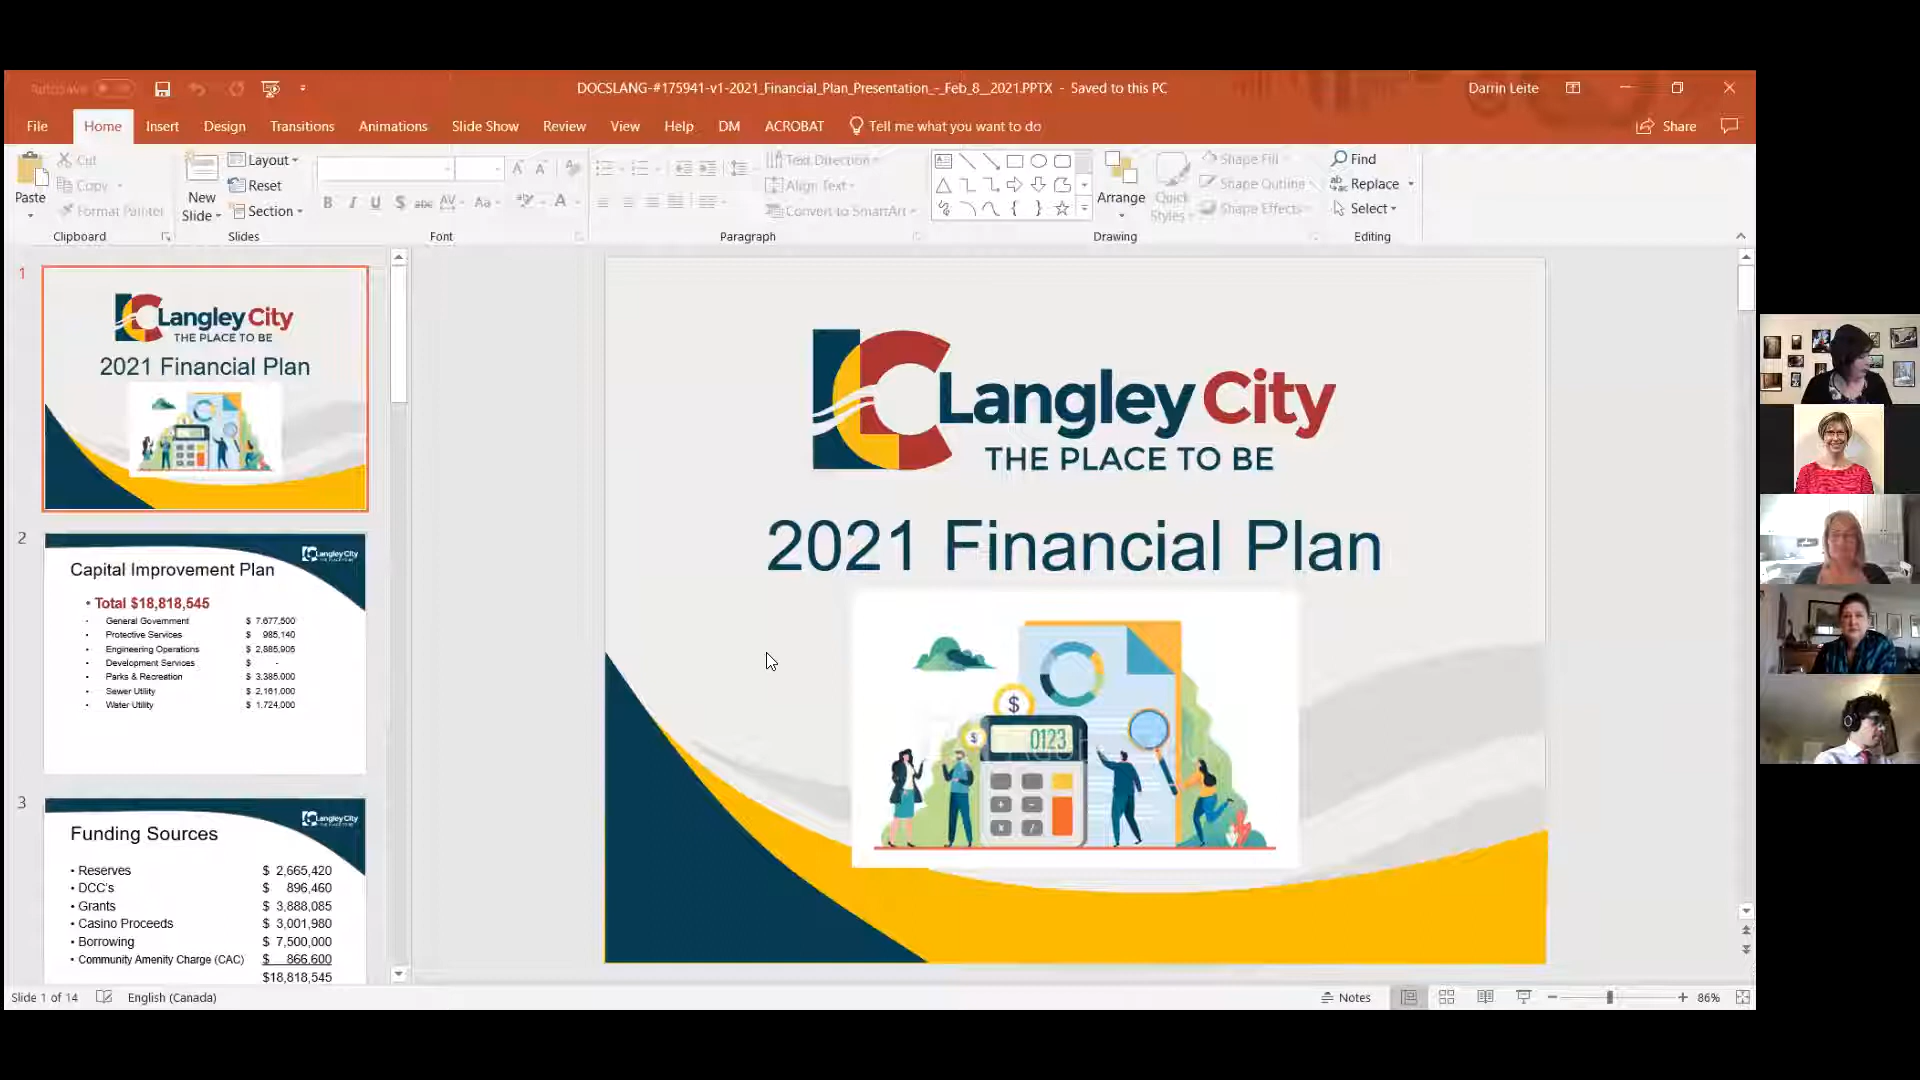 AutoSave
DOCSLANG-#175941-v1-2021_Financial_Plan_Presentation_-_Feb_8__2021.PPTX - Saved to this PC
Darrin Leite
File Home Insert Design Transitions Animations Slide Show Review View Help DM ACROBAT Tell me what you want to do Share
Cut
Copy
Format Painter
Paste
Clipboard
New
Slide
Layout
Reset
Section
Slides
Font
Text Direction
Align Text
Convert to SmartArt
Paragraph
Arrange
Quick
Styles
Shape Fill
Shape Outline
Shape Effects
Drawing
Find
Replace
Select
Editing
1
Langley City
THE PLACE TO BE
2021 Financial Plan
2
Langley City
Capital Improvement Plan
• Total $18,818,545
• General Government $ 7,677,500
• Protective Services $ 985,140
• Engineering Operations $ 2,885,905
• Development Services $ -
• Parks & Recreation $ 3,385,000
• Sewer Utility $ 2,161,000
• Water Utility $ 1,724,000
3
Langley City
Funding Sources
• Reserves $ 2,665,420
• DCC's $ 896,460
• Grants $ 3,888,085
• Casino Proceeds $ 3,001,980
• Borrowing $ 7,500,000
• Community Amenity Charge (CAC) $ 866,600
$18,818,545
Langley City
THE PLACE TO BE
2021 Financial Plan
$
$
0123
Slide 1 of 14 English (Canada) Notes 86%